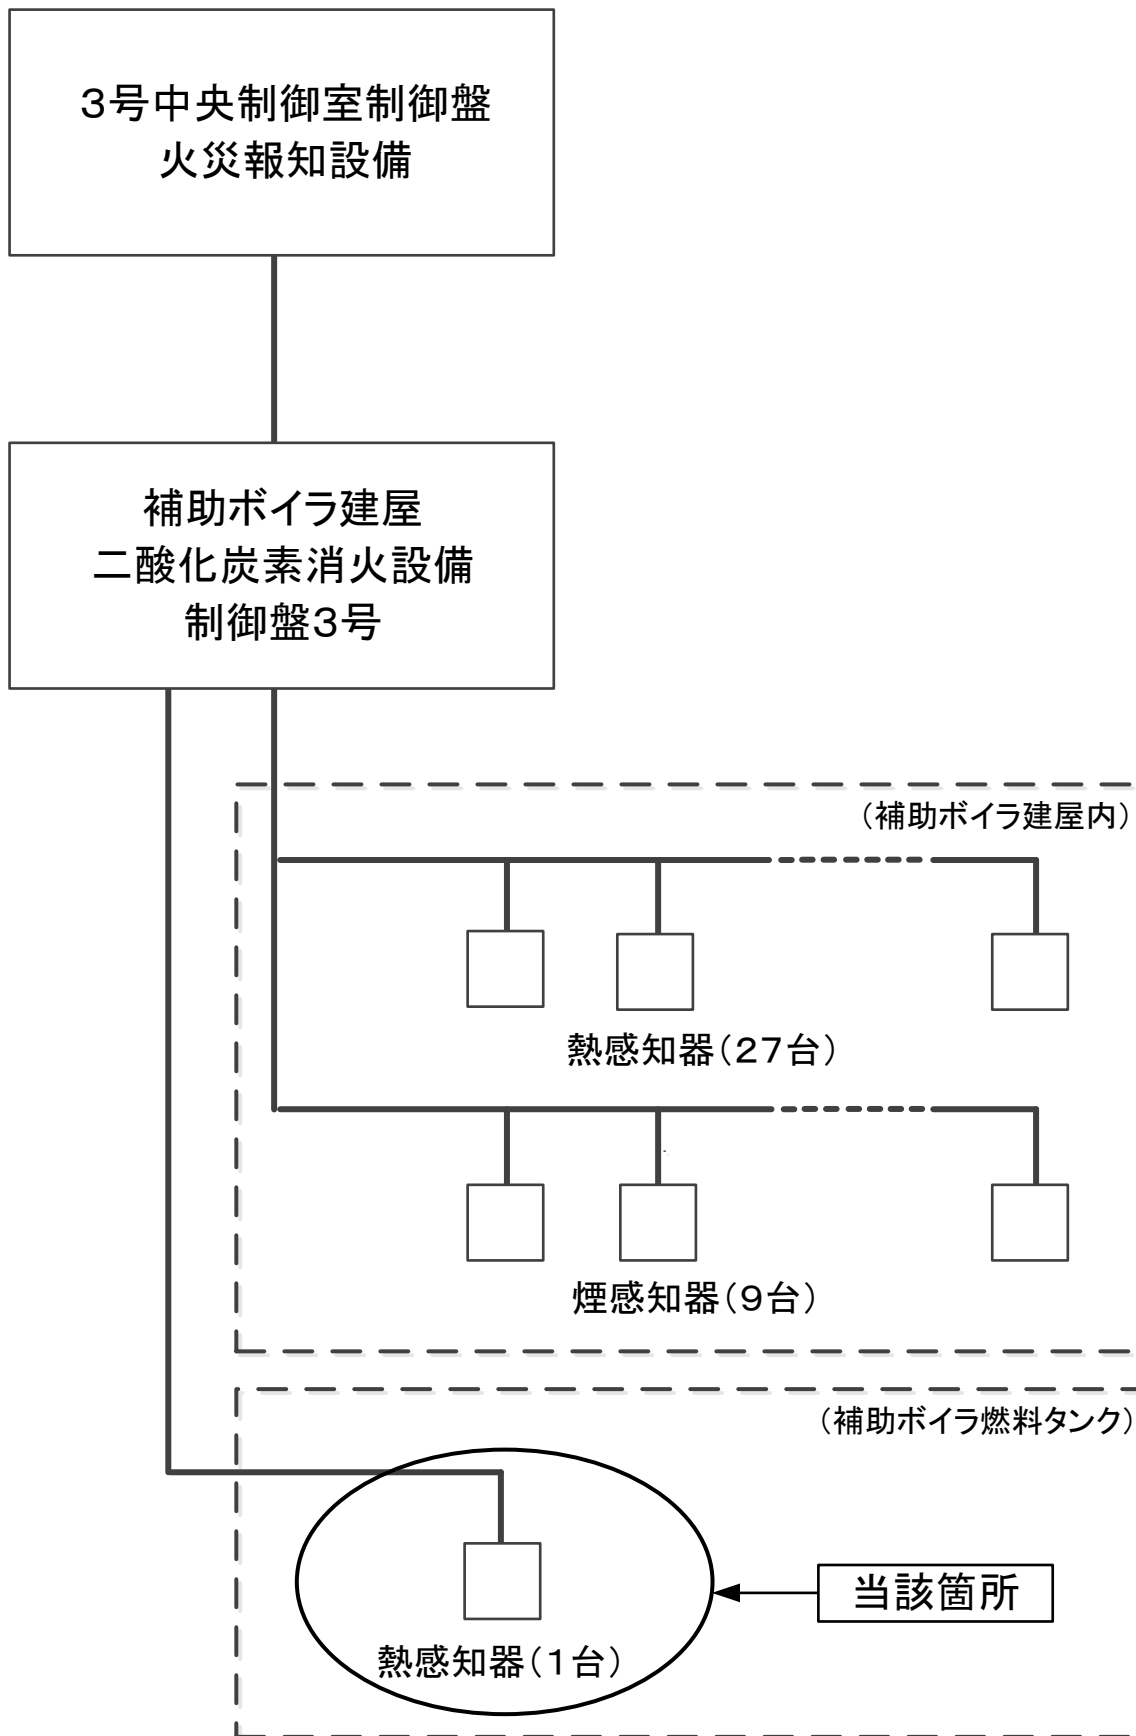 3号中央制御室制御盤
火災報知設備
補助ボイラ建屋
二酸化炭素消火設備
制御盤3号
（補助ボイラ建屋内）
熱感知器（27台）
煙感知器（9台）
（補助ボイラ燃料タンク）
当該箇所
熱感知器（1台）